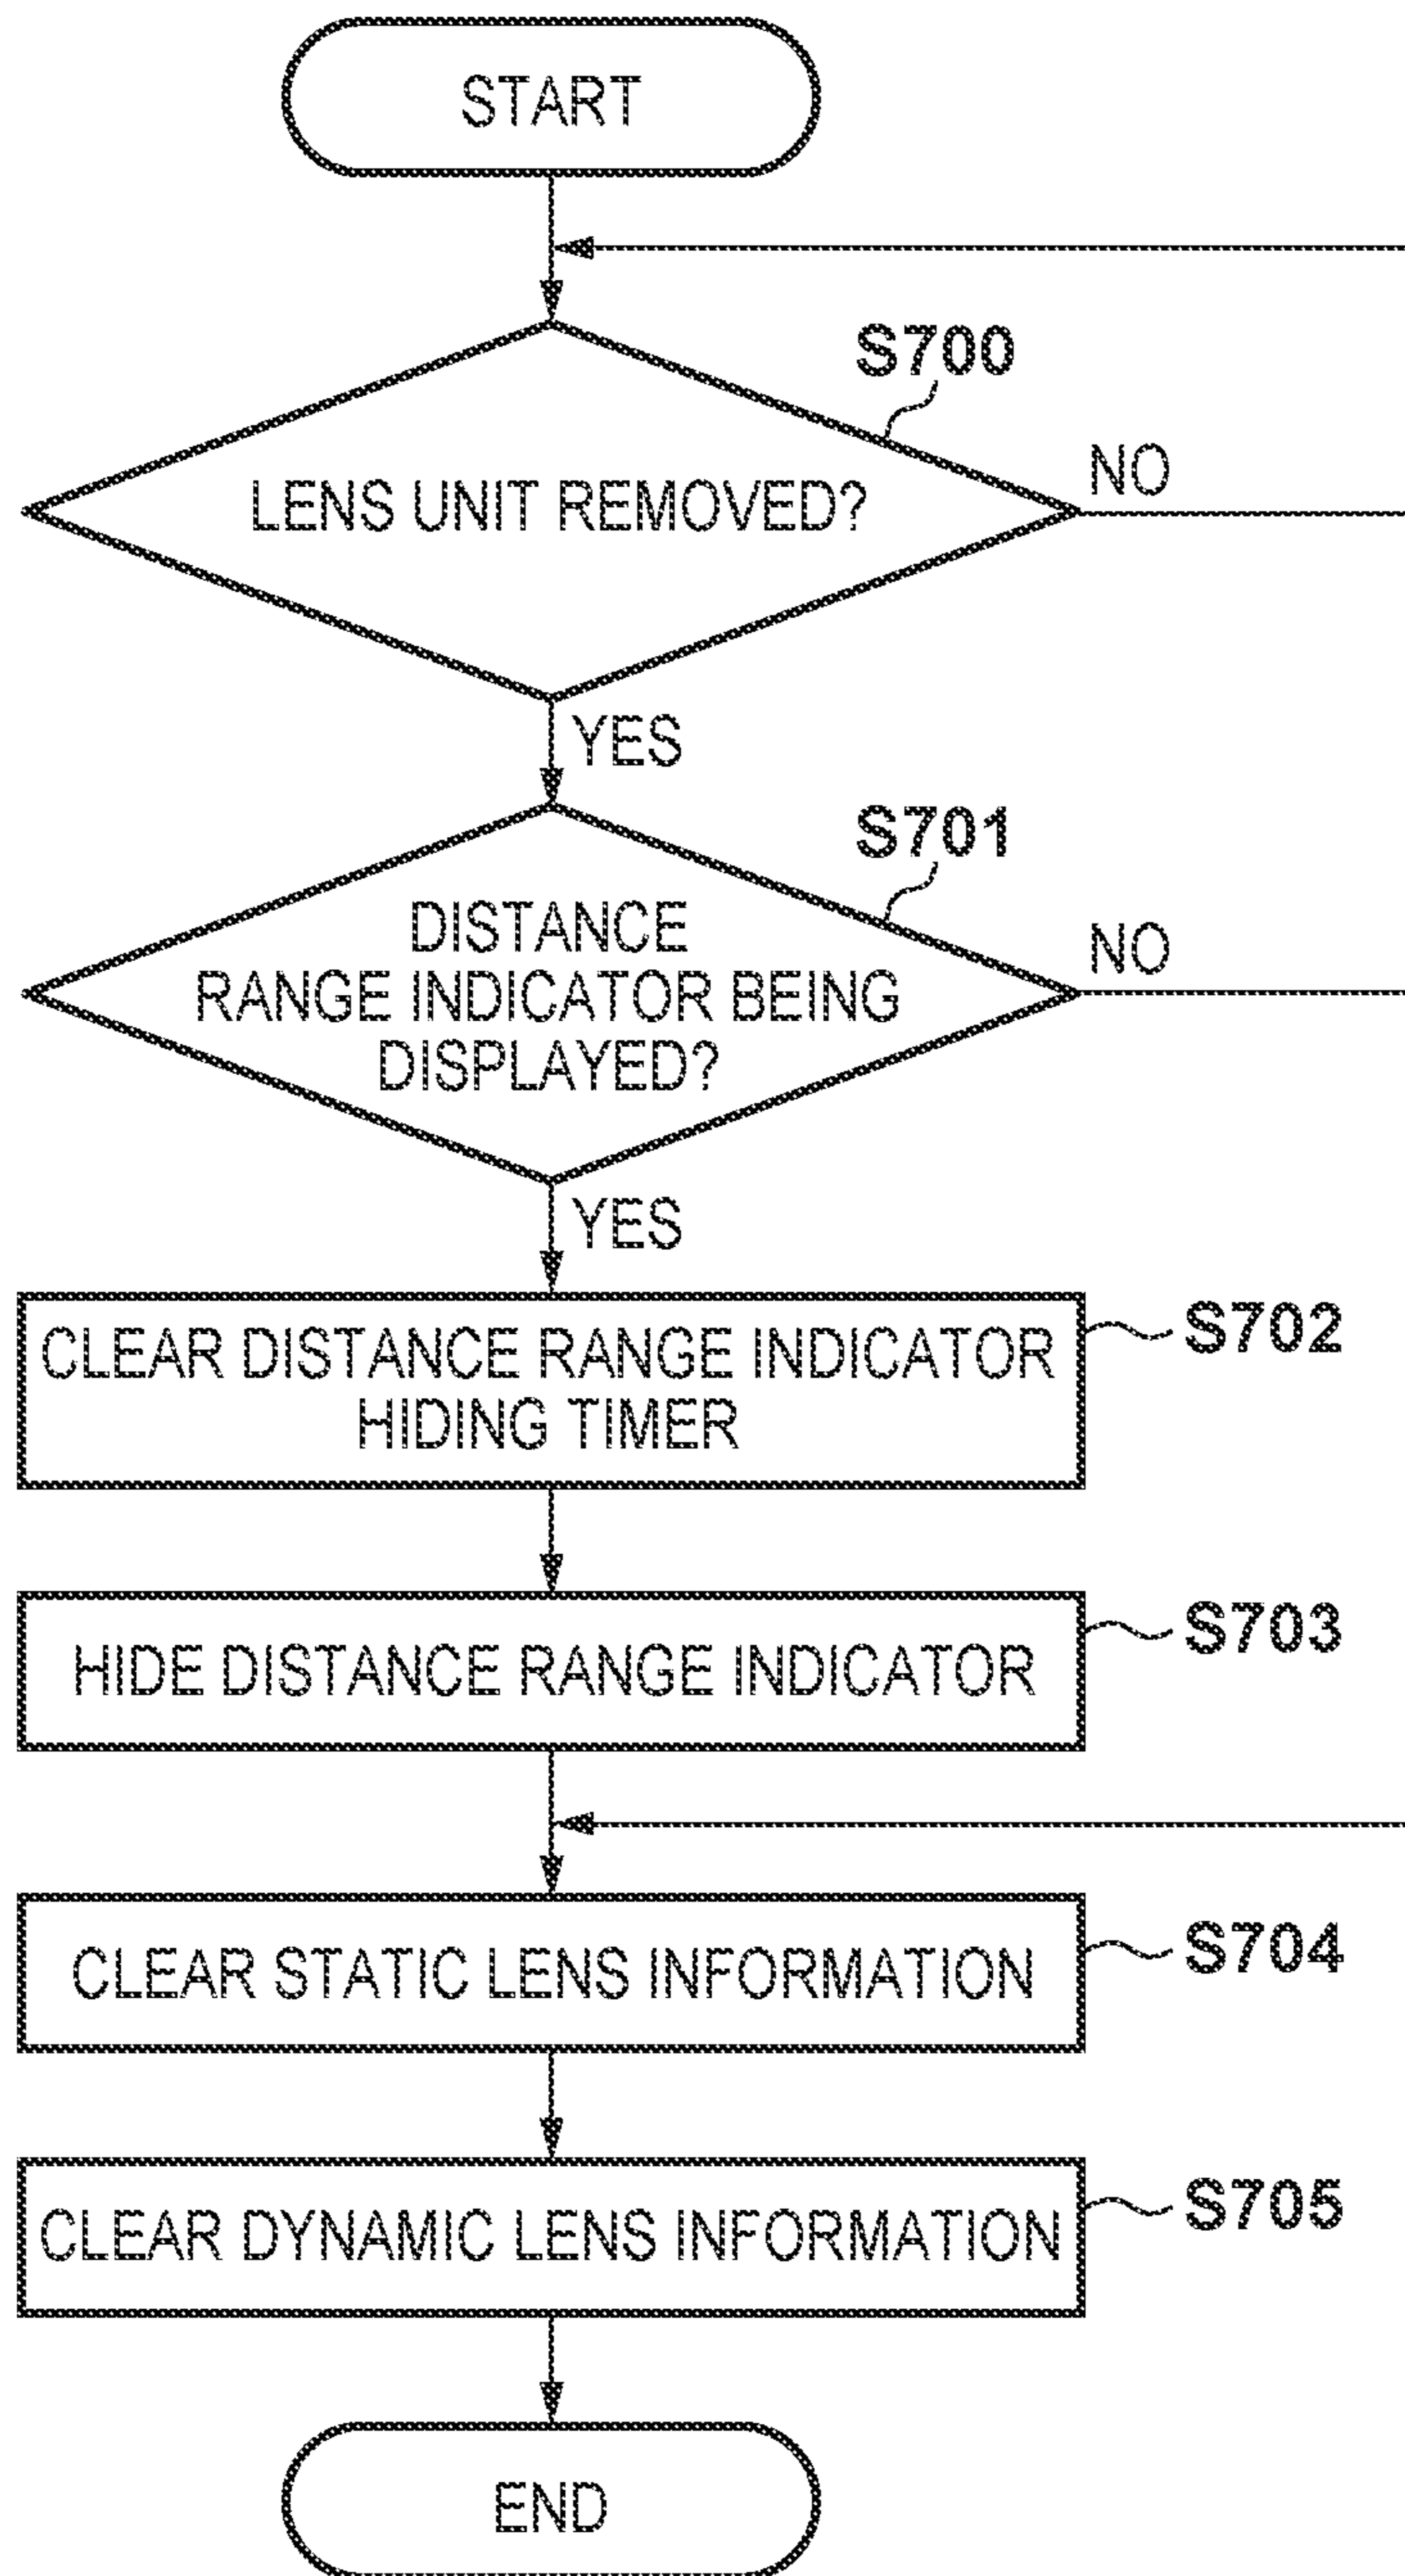 START
S700
LENS UNIT REMOVED?
NO
YES
S701
DISTANCE
RANGE INDICATOR BEING
DISPLAYED?
NO
YES
CLEAR DISTANCE RANGE INDICATOR
HIDING TIMER
S702
HIDE DISTANCE RANGE INDICATOR
S703
CLEAR STATIC LENS INFORMATION
S704
CLEAR DYNAMIC LENS INFORMATION
S705
END